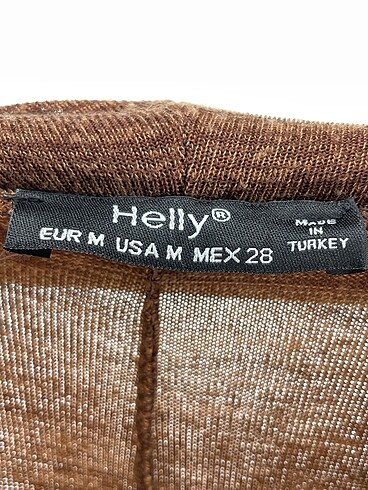 Helly®
EUR M USA M MEX 28
MADE
IN
TURKEY